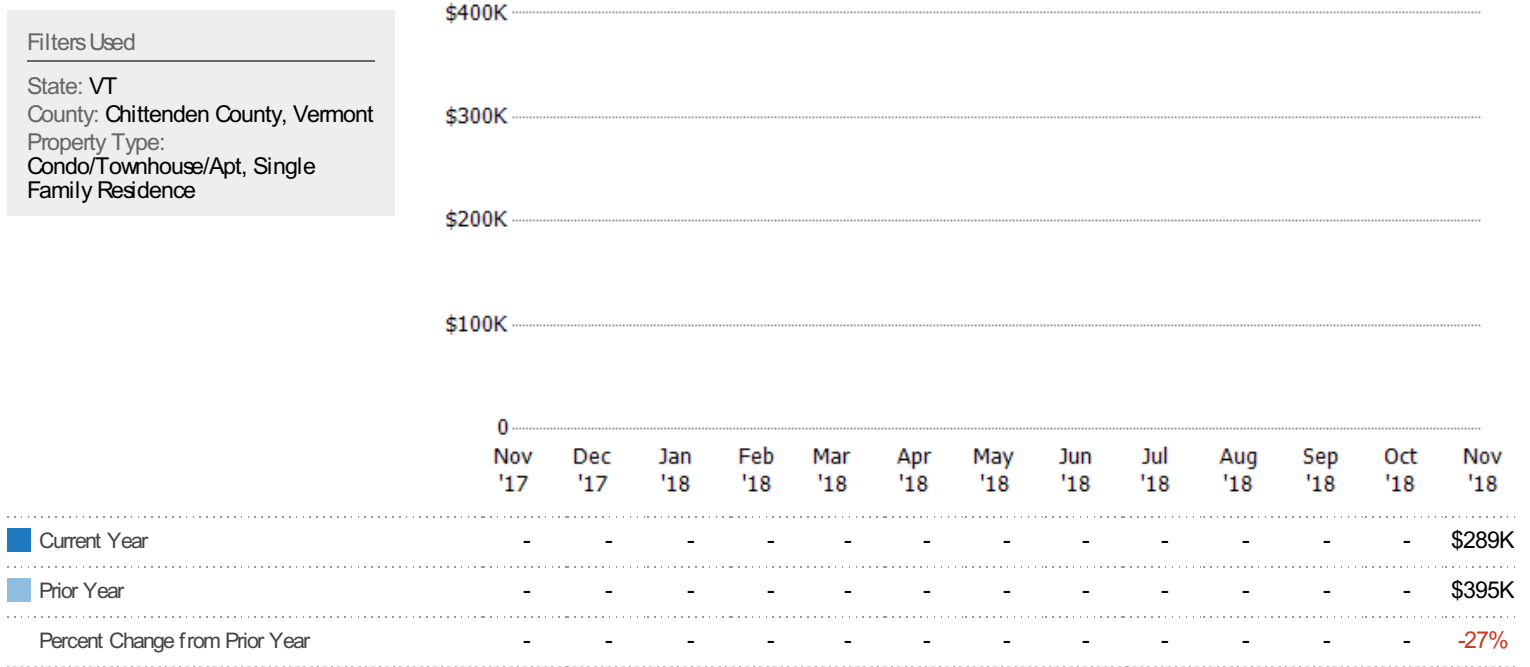 Filters Used
State: VT
County: Chittenden County, Vermont
Property Type:
Condo/Townhouse/Apt, Single
Family Residence
$400K
$300K
$200K
$100K
0
Nov Dec Jan Feb Mar Apr May Jun Jul Aug Sep Oct Nov
'17 '17 '18 '18 '18 '18 '18 '18 '18 '18 '18 '18 '18
Current Year - - - - - - - - - - - - $289K
Prior Year - - - - - - - - - - - - $395K
Percent Change from Prior Year - - - - - - - - - - - - -27%